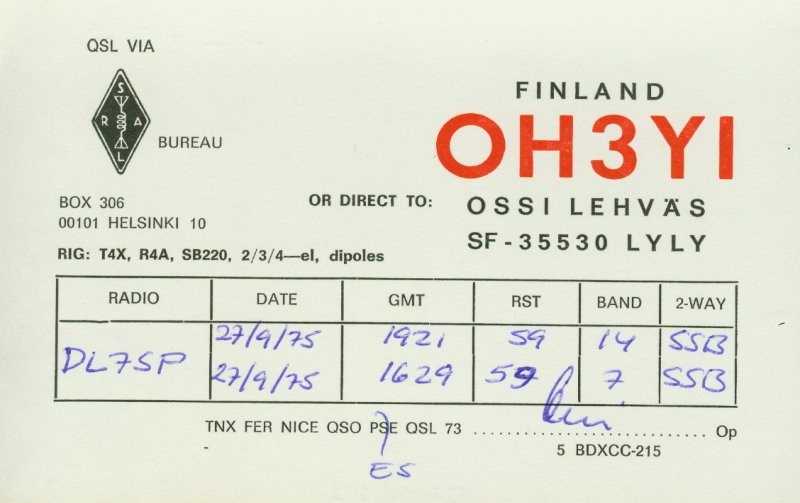 QSL VIA
S
R A
L
BUREAU
BOX 306
00101 HELSINKI 10
FINLAND
OH3YI
OR DIRECT TO: OSSI LEHVÄS
SF-35530 LYLY
RIG: T4X, R4A, SB220, 2/3/4—el, dipoles
RADIO DATE GMT RST BAND 2-WAY
DL7SP 27/9/75 1921 59 14 SSB
27/9/75 1629 59 7 SSB
TNX FER NICE QSO PSE QSL 73 .............................. Op
ES
5 BDXCC-215